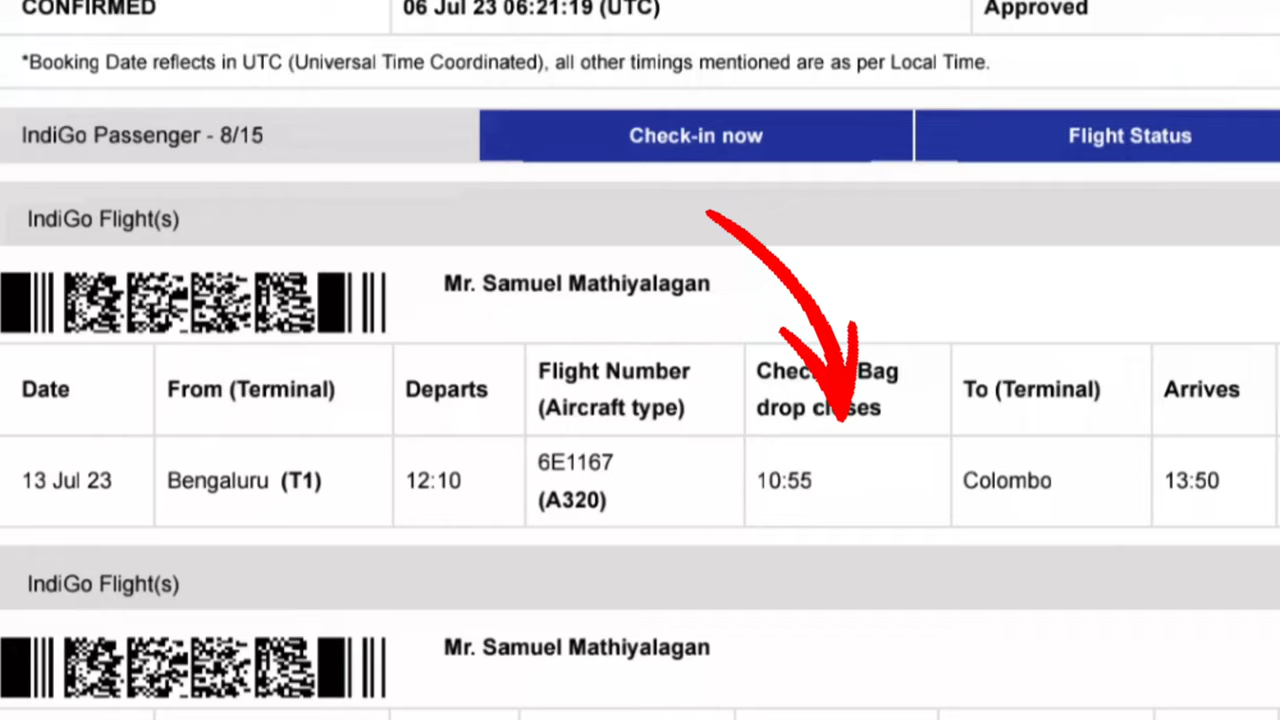 CONFIRMED 06 Jul 23 06:21:19 (UTC) Approved
*Booking Date reflects in UTC (Universal Time Coordinated), all other timings mentioned are as per Local Time.
IndiGo Passenger - 8/15 Check-in now Flight Status
IndiGo Flight(s)
Mr. Samuel Mathiyalagan
Date From (Terminal) Departs Flight Number (Aircraft type) Bag drop To (Terminal) Arrives
13 Jul 23 Bengaluru (T1) 12:10 6E1167 (A320) 10:55 Colombo 13:50
IndiGo Flight(s)
Mr. Samuel Mathiyalagan